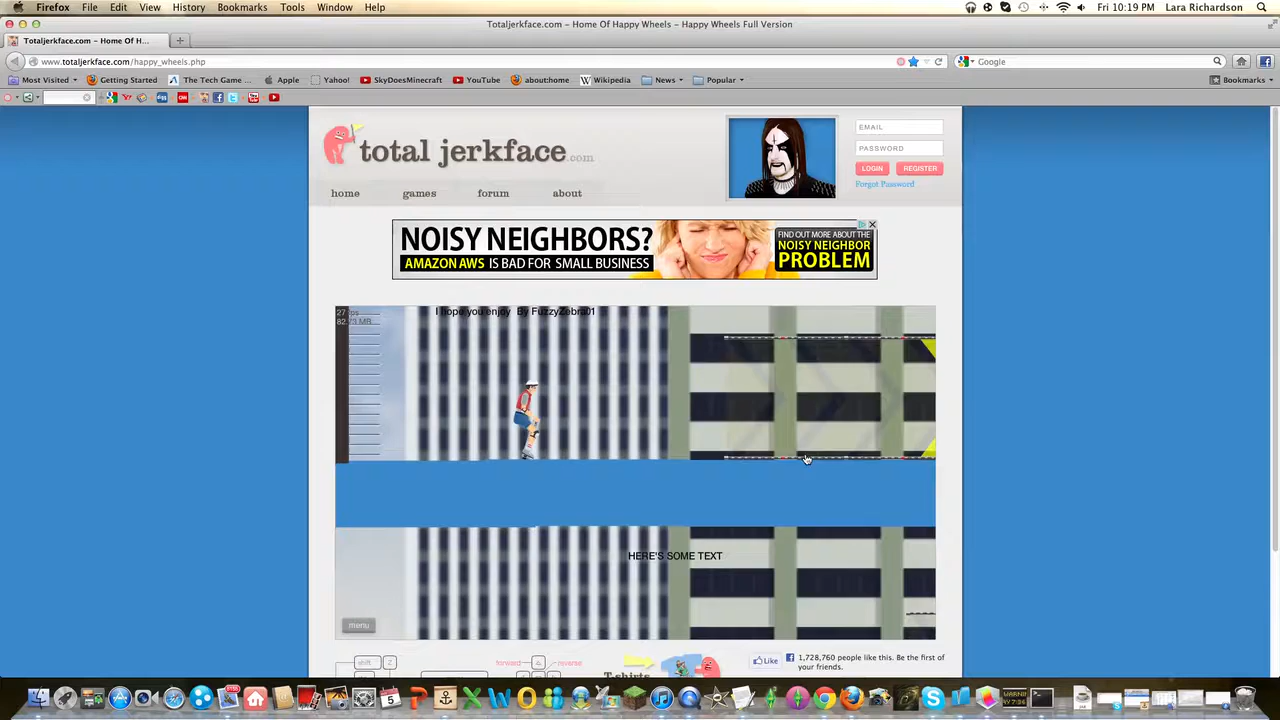 Firefox File Edit View History Bookmarks Tools Window Help Fri 10:19 PM Lara Richardson
Totaljerkface.com – Home Of Happy Wheels – Happy Wheels Full Version
Totaljerkface.com – Home Of H...
www.totaljerkface.com/happy_wheels.php Google
Most Visited Getting Started The Tech Game ... Apple Yahoo! SkyDoesMinecraft YouTube about:home Wikipedia News Popular Bookmarks
total jerkface.com
EMAIL
PASSWORD
LOGIN REGISTER
Forgot Password
home games forum about
NOISY NEIGHBORS?
AMAZON AWS IS BAD FOR SMALL BUSINESS
FIND OUT MORE ABOUT THE
NOISY NEIGHBOR
PROBLEM
I hope you enjoy By FuzzyZebra01
HERE'S SOME TEXT
menu
shift Z forward reverse
T-shirts
Like 1,728,760 people like this. Be the first of
your friends.